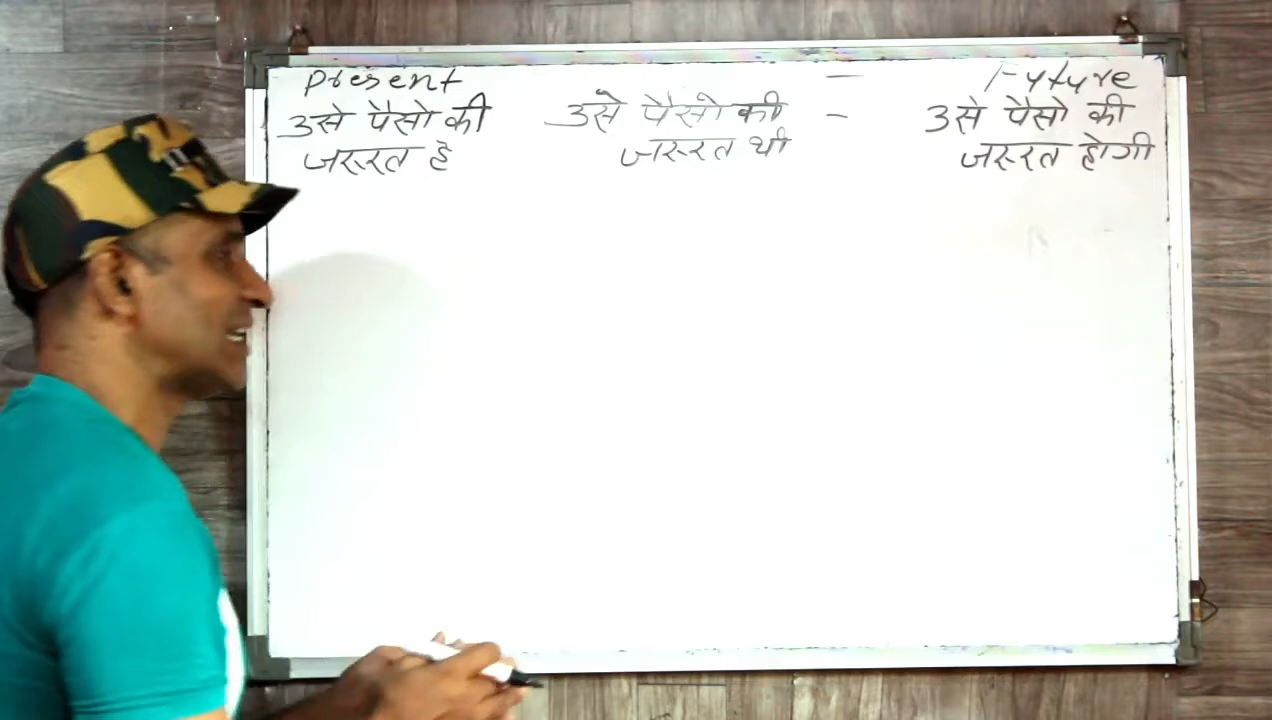 Present — Future
उसे पैसो की उसे पैसो की - उसे पैसो की
जरूरत है जरूरत थी जरूरत होगी